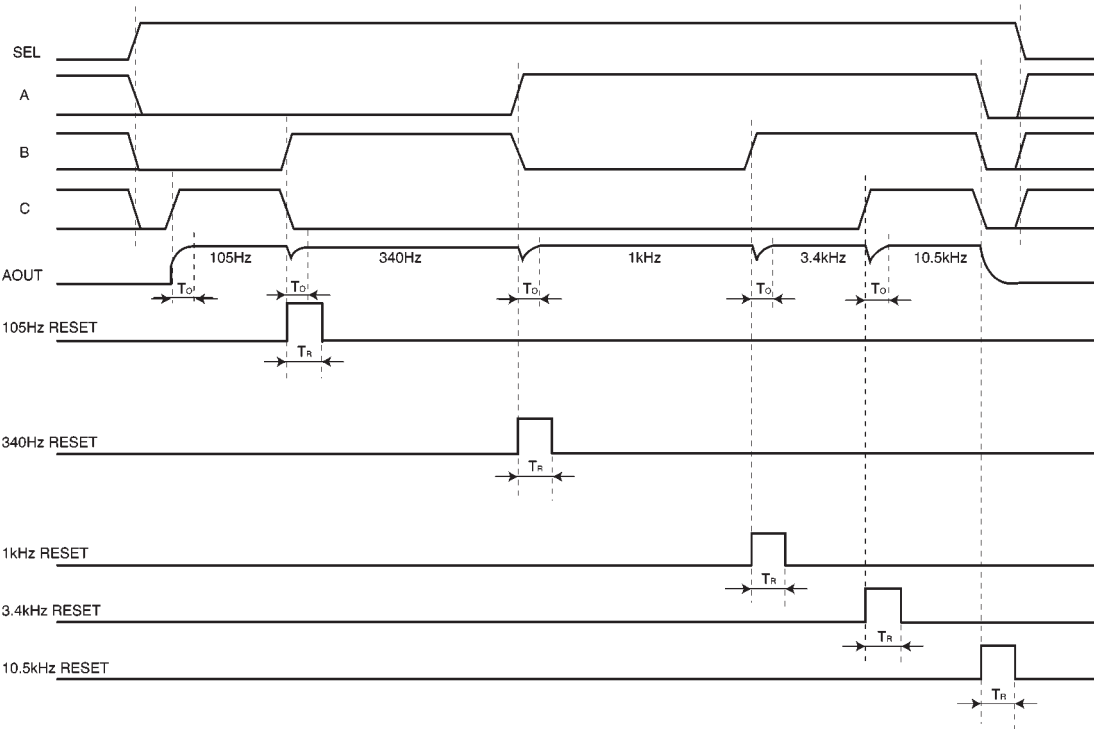 SEL
A
B
C
AOUT
105Hz 340Hz 1kHz 3.4kHz 10.5kHz
TO TO TO TO TO
105Hz RESET
TR
340Hz RESET
TR
1kHz RESET
TR
3.4kHz RESET
TR
10.5kHz RESET
TR